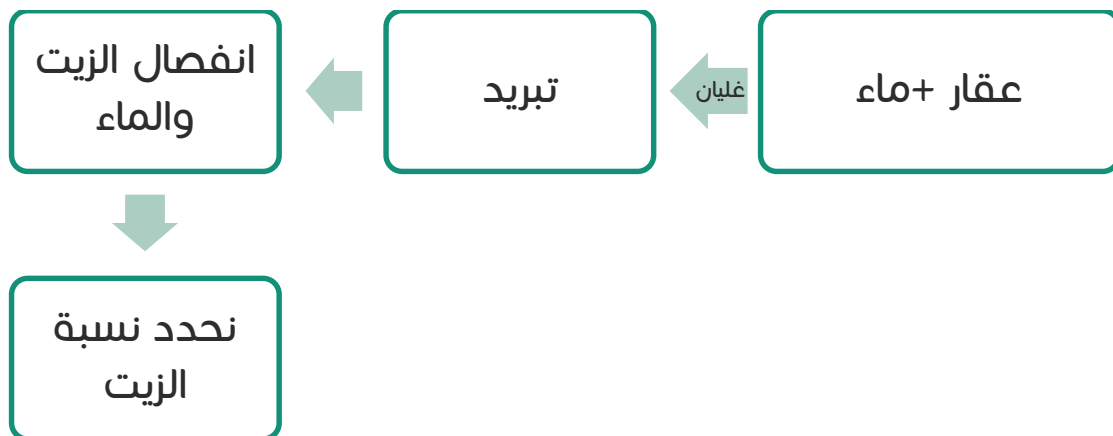 عقار +ماء
غليان
تبريد
انفصال الزيت
والماء
نحدد نسبة
الزيت